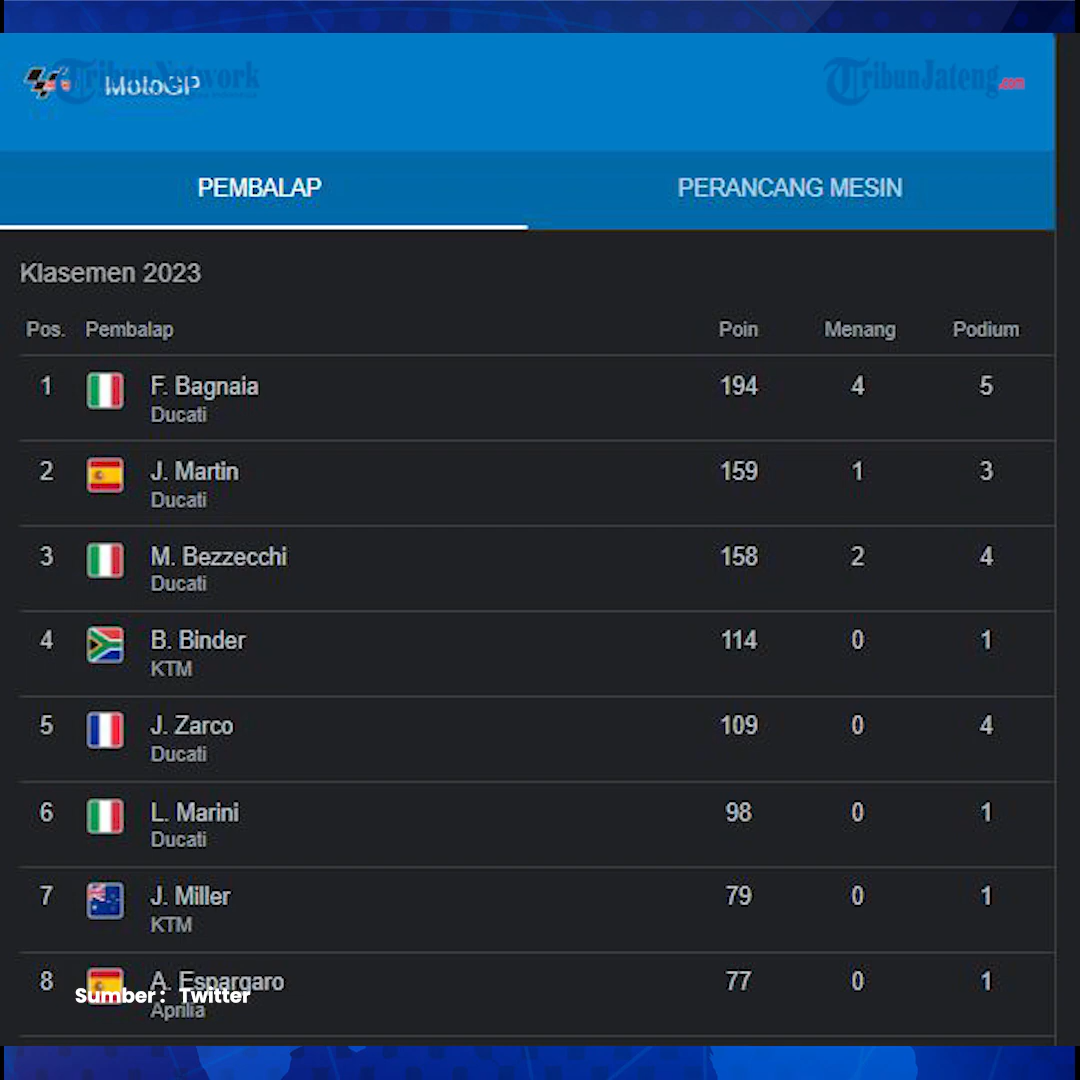 TribunNetwork
MotoGP
TribunJateng.com
PEMBALAP PERANCANG MESIN
Klasemen 2023
Pos. Pembalap Poin Menang Podium
1 F. Bagnaia 194 4 5
Ducati
2 J. Martin 159 1 3
Ducati
3 M. Bezzecchi 158 2 4
Ducati
4 B. Binder 114 0 1
KTM
5 J. Zarco 109 0 4
Ducati
6 L. Marini 98 0 1
Ducati
7 J. Miller 79 0 1
KTM
8 A. Espargaro 77 0 1
Sumber : Twitter
Aprilia